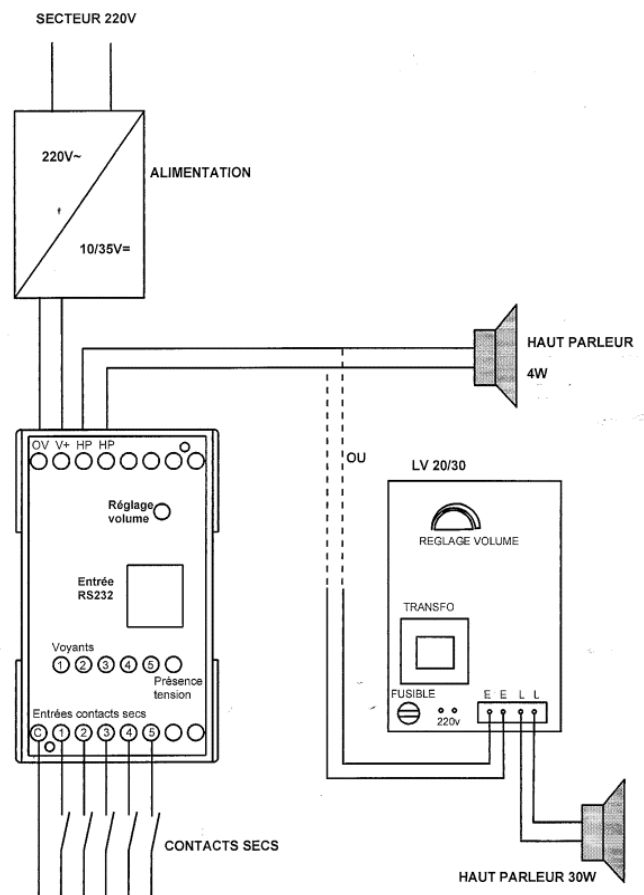 SECTEUR 220V
220V~
ALIMENTATION
10/35V=
HAUT PARLEUR
4W
OV V+ HP HP
OU
LV 20/30
Réglage
volume
REGLAGE VOLUME
Entrée
RS232
TRANSFO
Voyants
1 2 3 4 5
Présence
tension
FUSIBLE
220v
E E L L
Entrées contacts secs
C 1 2 3 4 5
CONTACTS SECS
HAUT PARLEUR 30W